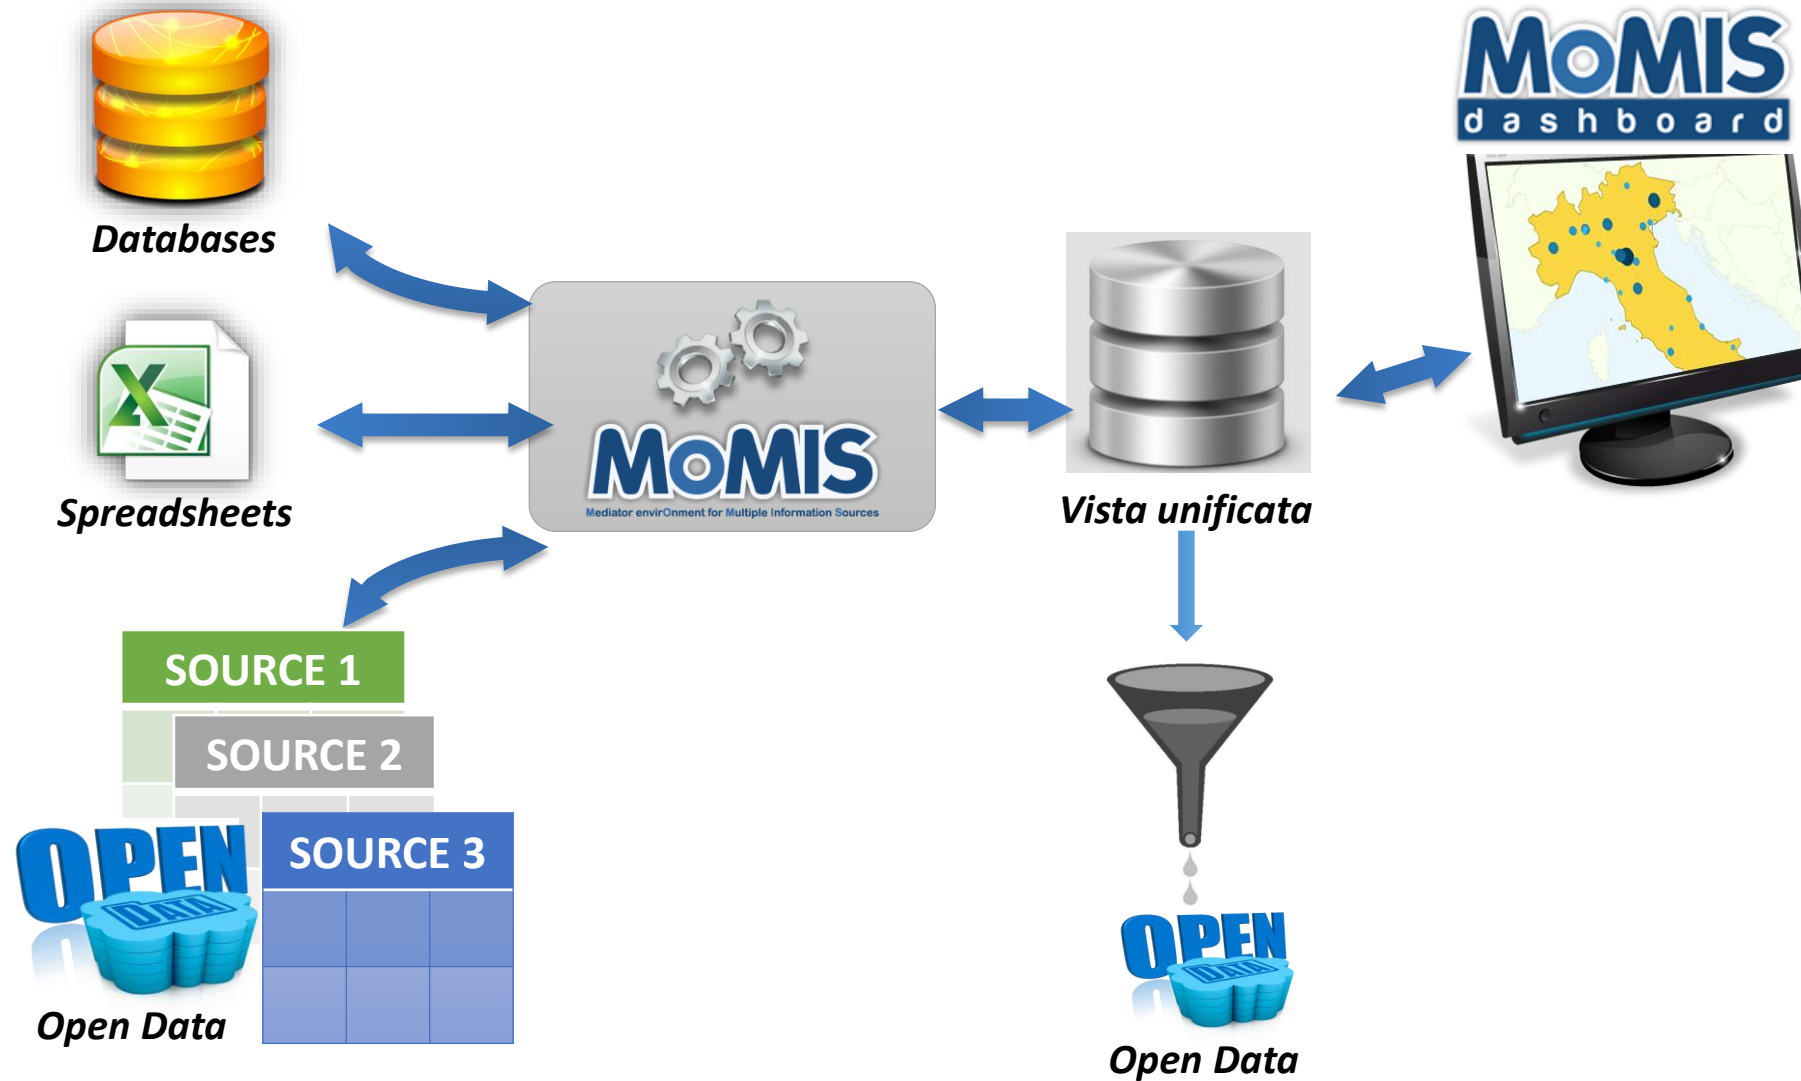 MOMIS
dashboard
Databases
Spreadsheets
MOMIS
Mediator envirOnment for Multiple Information Sources
Vista unificata
SOURCE 1
SOURCE 2
SOURCE 3
OPEN
DATA
Open Data
OPEN
DATA
Open Data